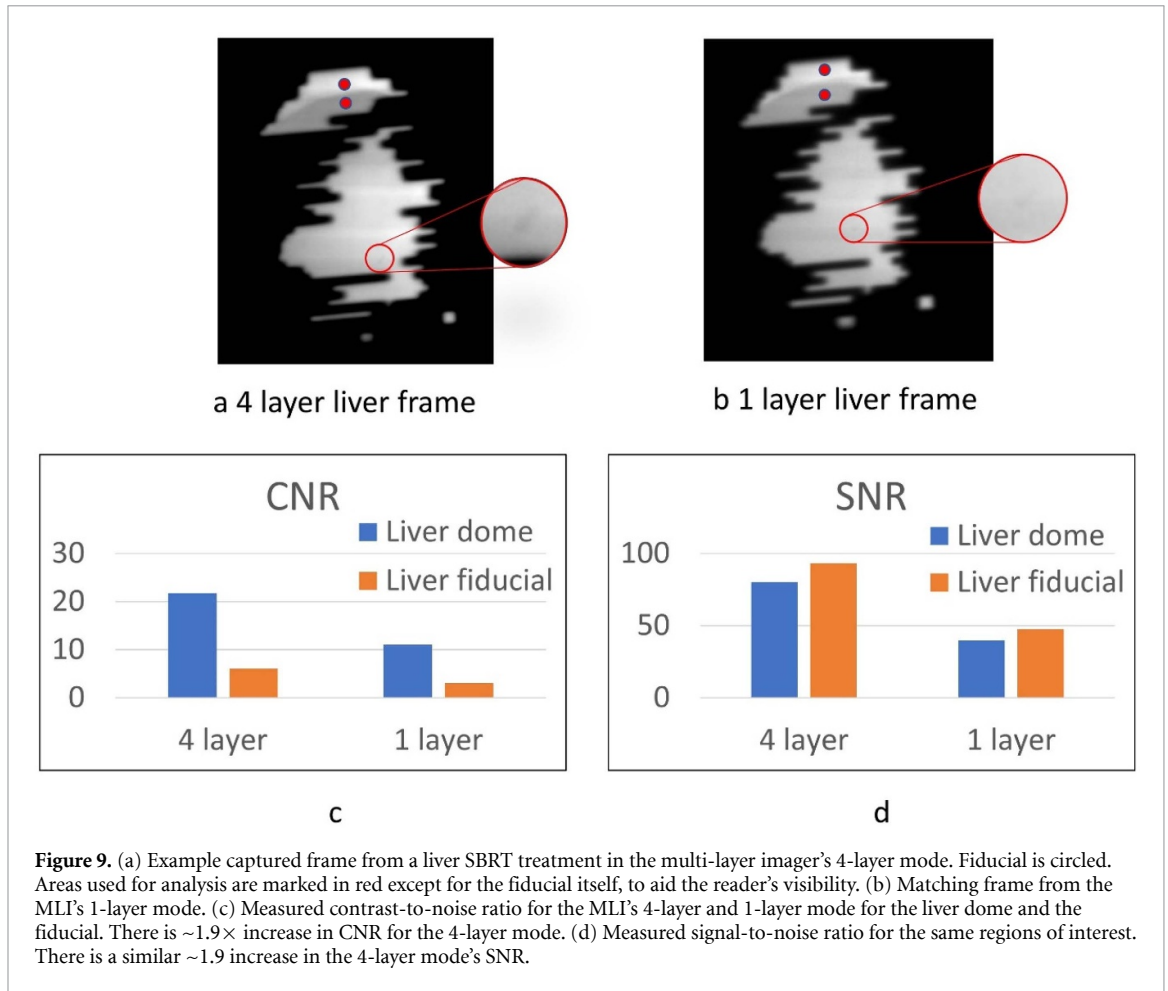 a 4 layer liver frame
b 1 layer liver frame
CNR
Liver dome
Liver fiducial
30
20
10
0
4 layer
1 layer
c
SNR
Liver dome
Liver fiducial
100
50
0
4 layer
1 layer
d
Figure 9. (a) Example captured frame from a liver SBRT treatment in the multi-layer imager's 4-layer mode. Fiducial is circled.
Areas used for analysis are marked in red except for the fiducial itself, to aid the reader's visibility. (b) Matching frame from the
MLI's 1-layer mode. (c) Measured contrast-to-noise ratio for the MLI's 4-layer and 1-layer mode for the liver dome and the
fiducial. There is ~1.9× increase in CNR for the 4-layer mode. (d) Measured signal-to-noise ratio for the same regions of interest.
There is a similar ~1.9 increase in the 4-layer mode's SNR.